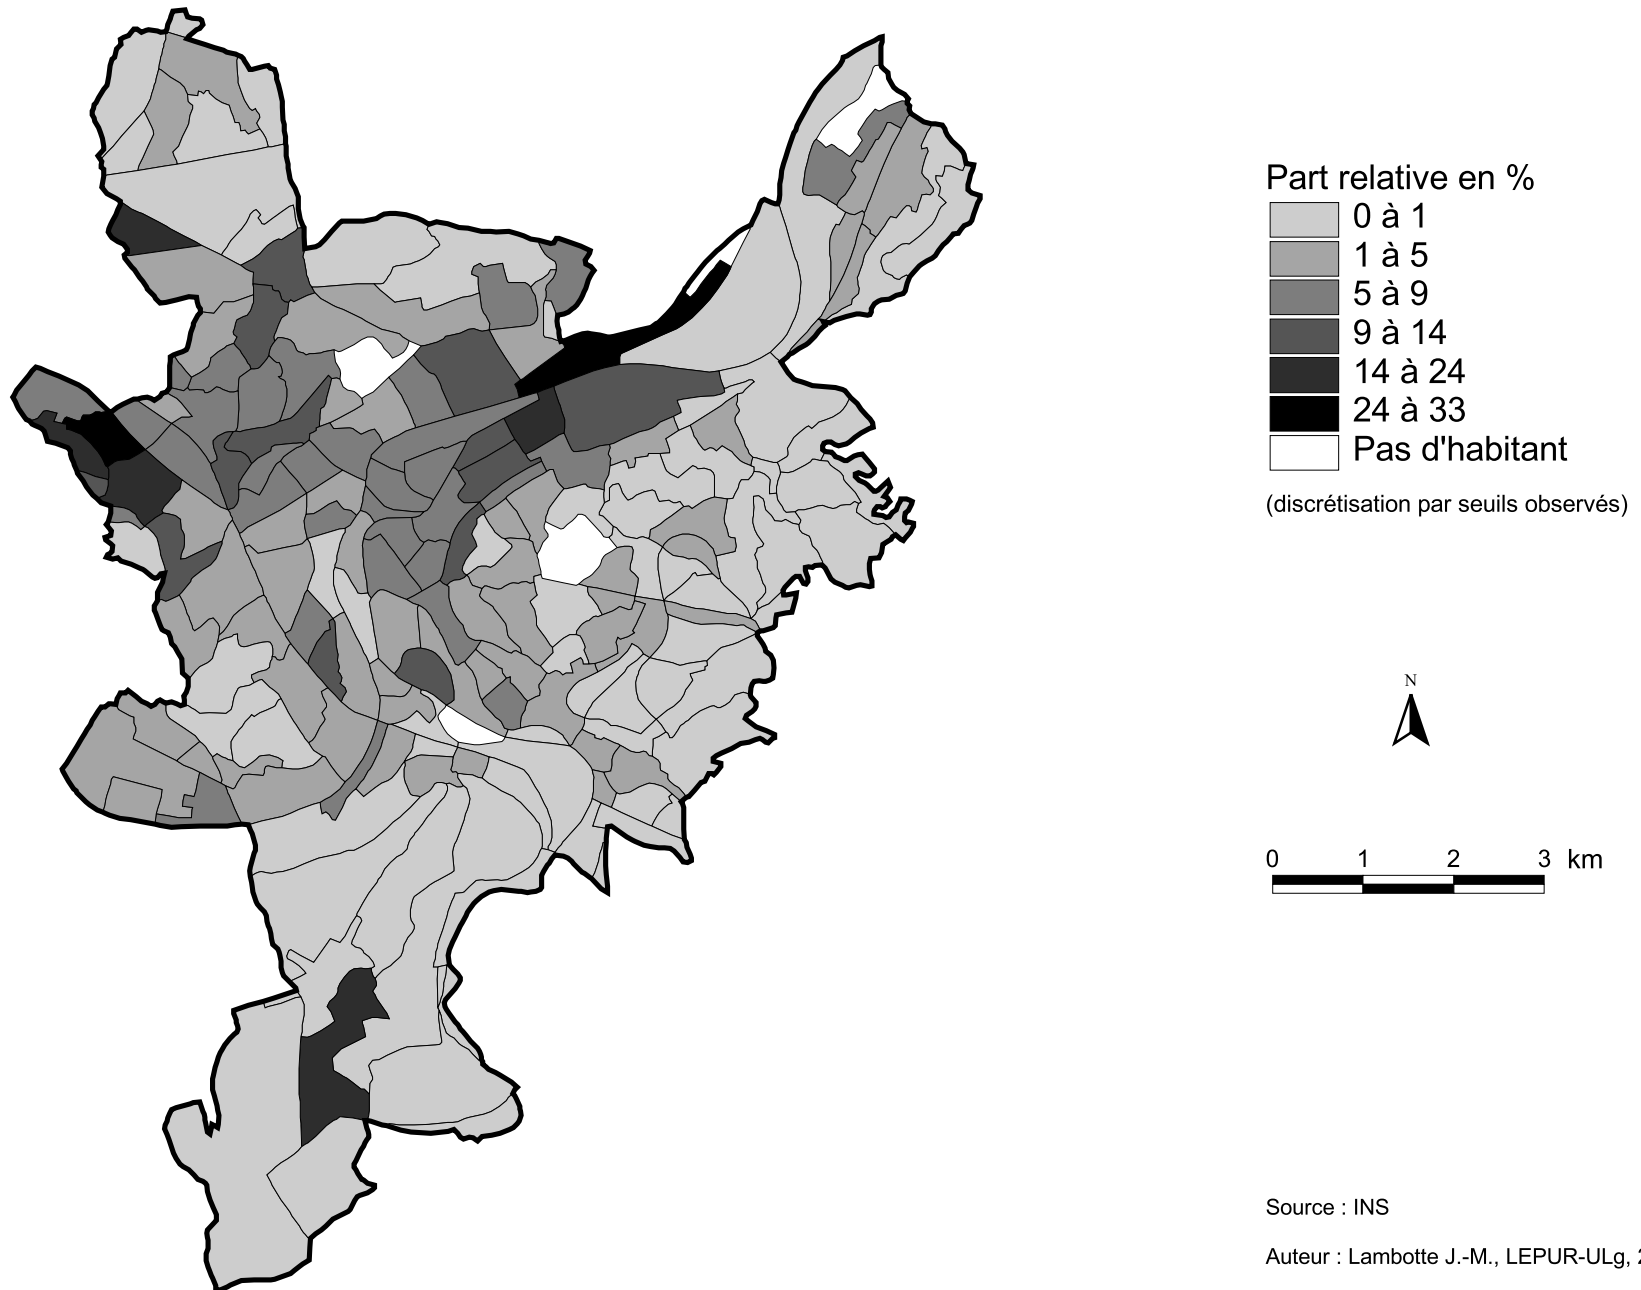 Part relative en %
0 à 1
1 à 5
5 à 9
9 à 14
14 à 24
24 à 33
Pas d'habitant
(discrétisation par seuils observés)
N
0 1 2 3 km
Source : INS
Auteur : Lambotte J.-M., LEPUR-ULg,